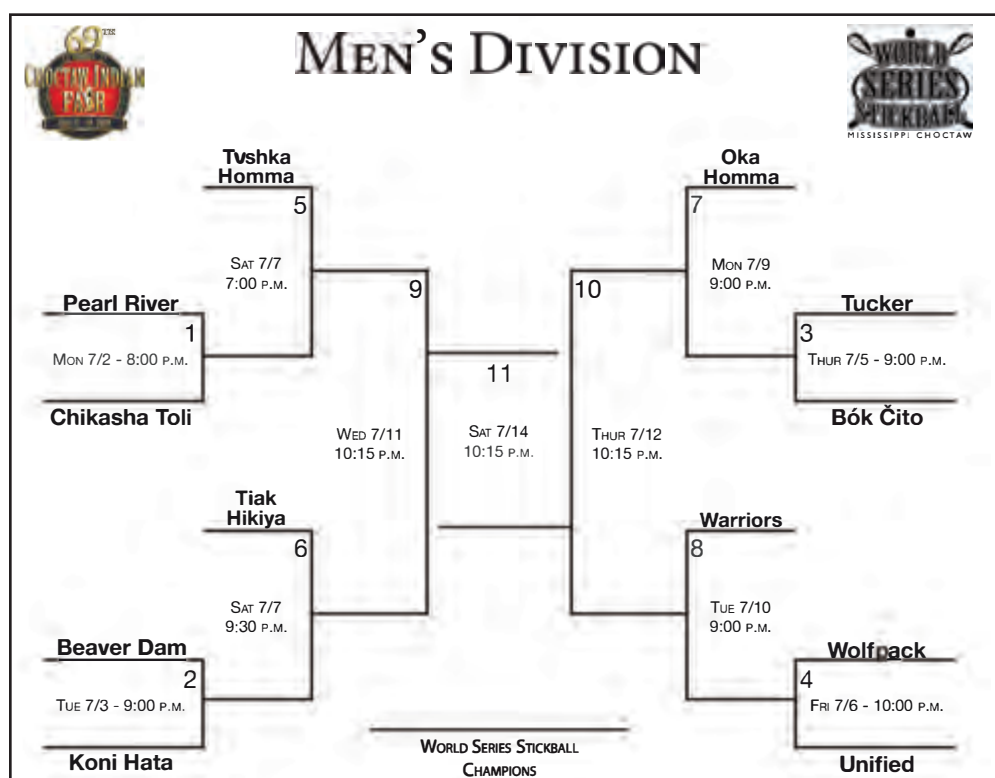 69TH
CHOCTAW INDIAN
FAIR
MEN'S DIVISION
WORLD
SERIES
STICKBALL
MISSISSIPPI CHOCTAW
Tvshka
Homma
5
SAT 7/7
7:00 P.M.
Pearl River
1
MON 7/2 - 8:00 P.M.
Chikasha Toli
9
WED 7/11
10:15 P.M.
Tiak
Hikiya
6
SAT 7/7
9:30 P.M.
Beaver Dam
2
TUE 7/3 - 9:00 P.M.
Koni Hata
11
SAT 7/14
10:15 P.M.
Oka
Homma
7
MON 7/9
9:00 P.M.
Tucker
3
THUR 7/5 - 9:00 P.M.
Bók Čito
10
THUR 7/12
10:15 P.M.
Warriors
8
TUE 7/10
9:00 P.M.
Wolfpack
4
FRI 7/6 - 10:00 P.M.
Unified
WORLD SERIES STICKBALL
CHAMPIONS